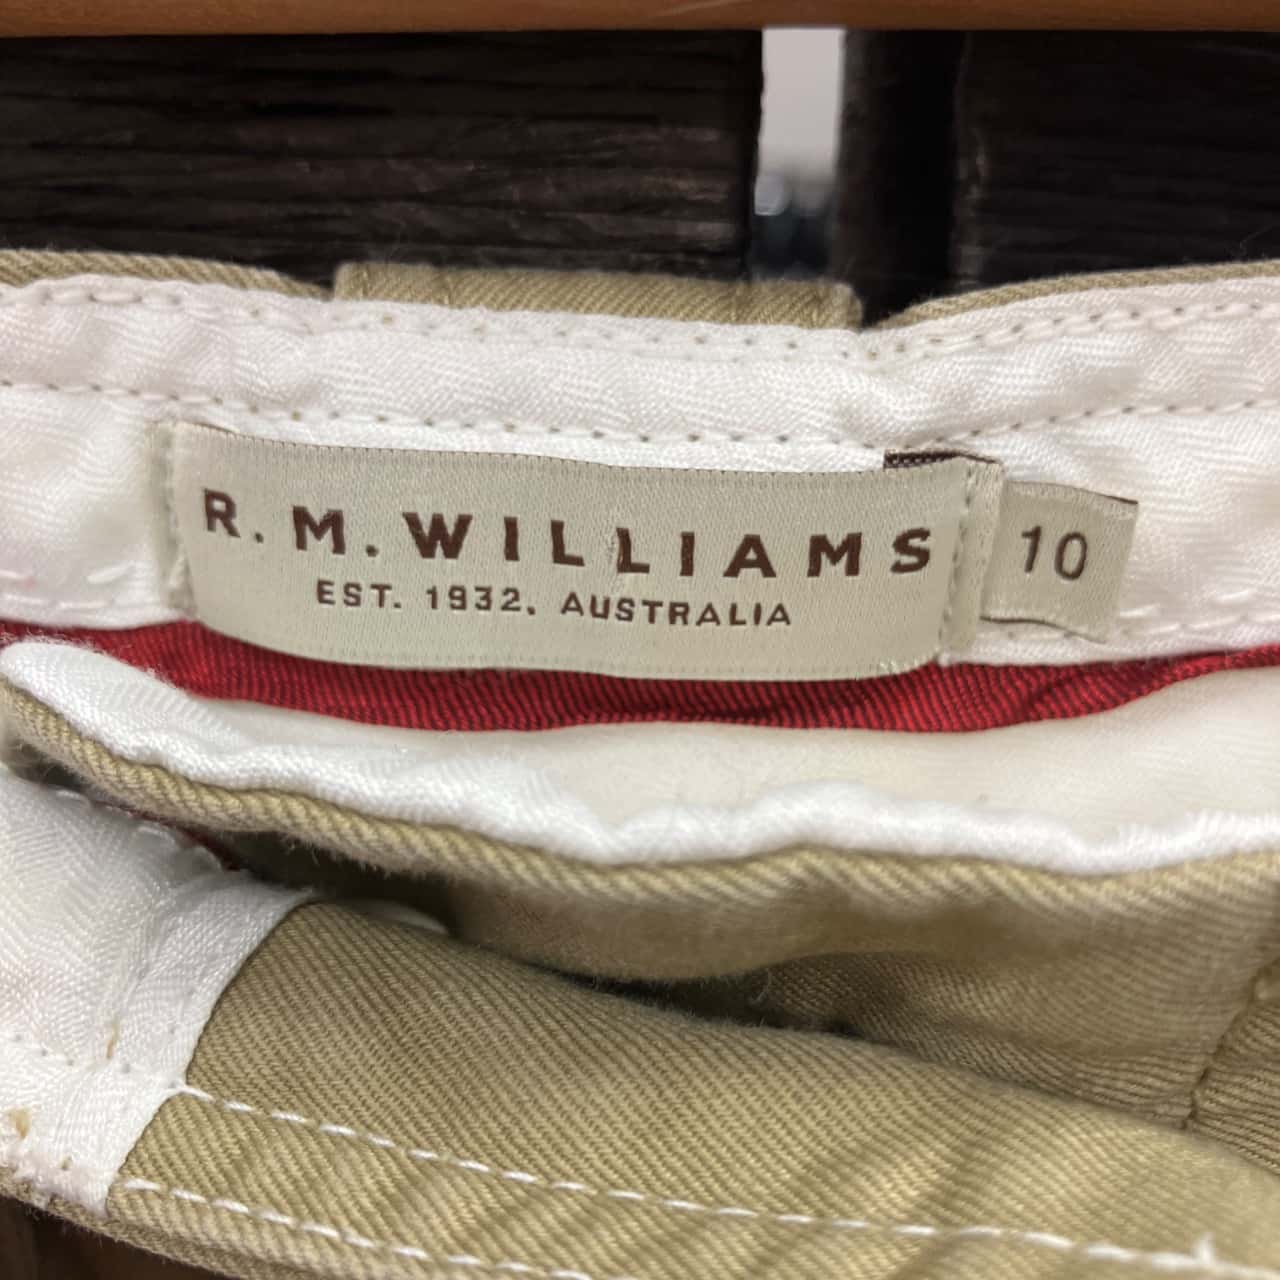 R. M. WILLIAMS
EST. 1932, AUSTRALIA
10